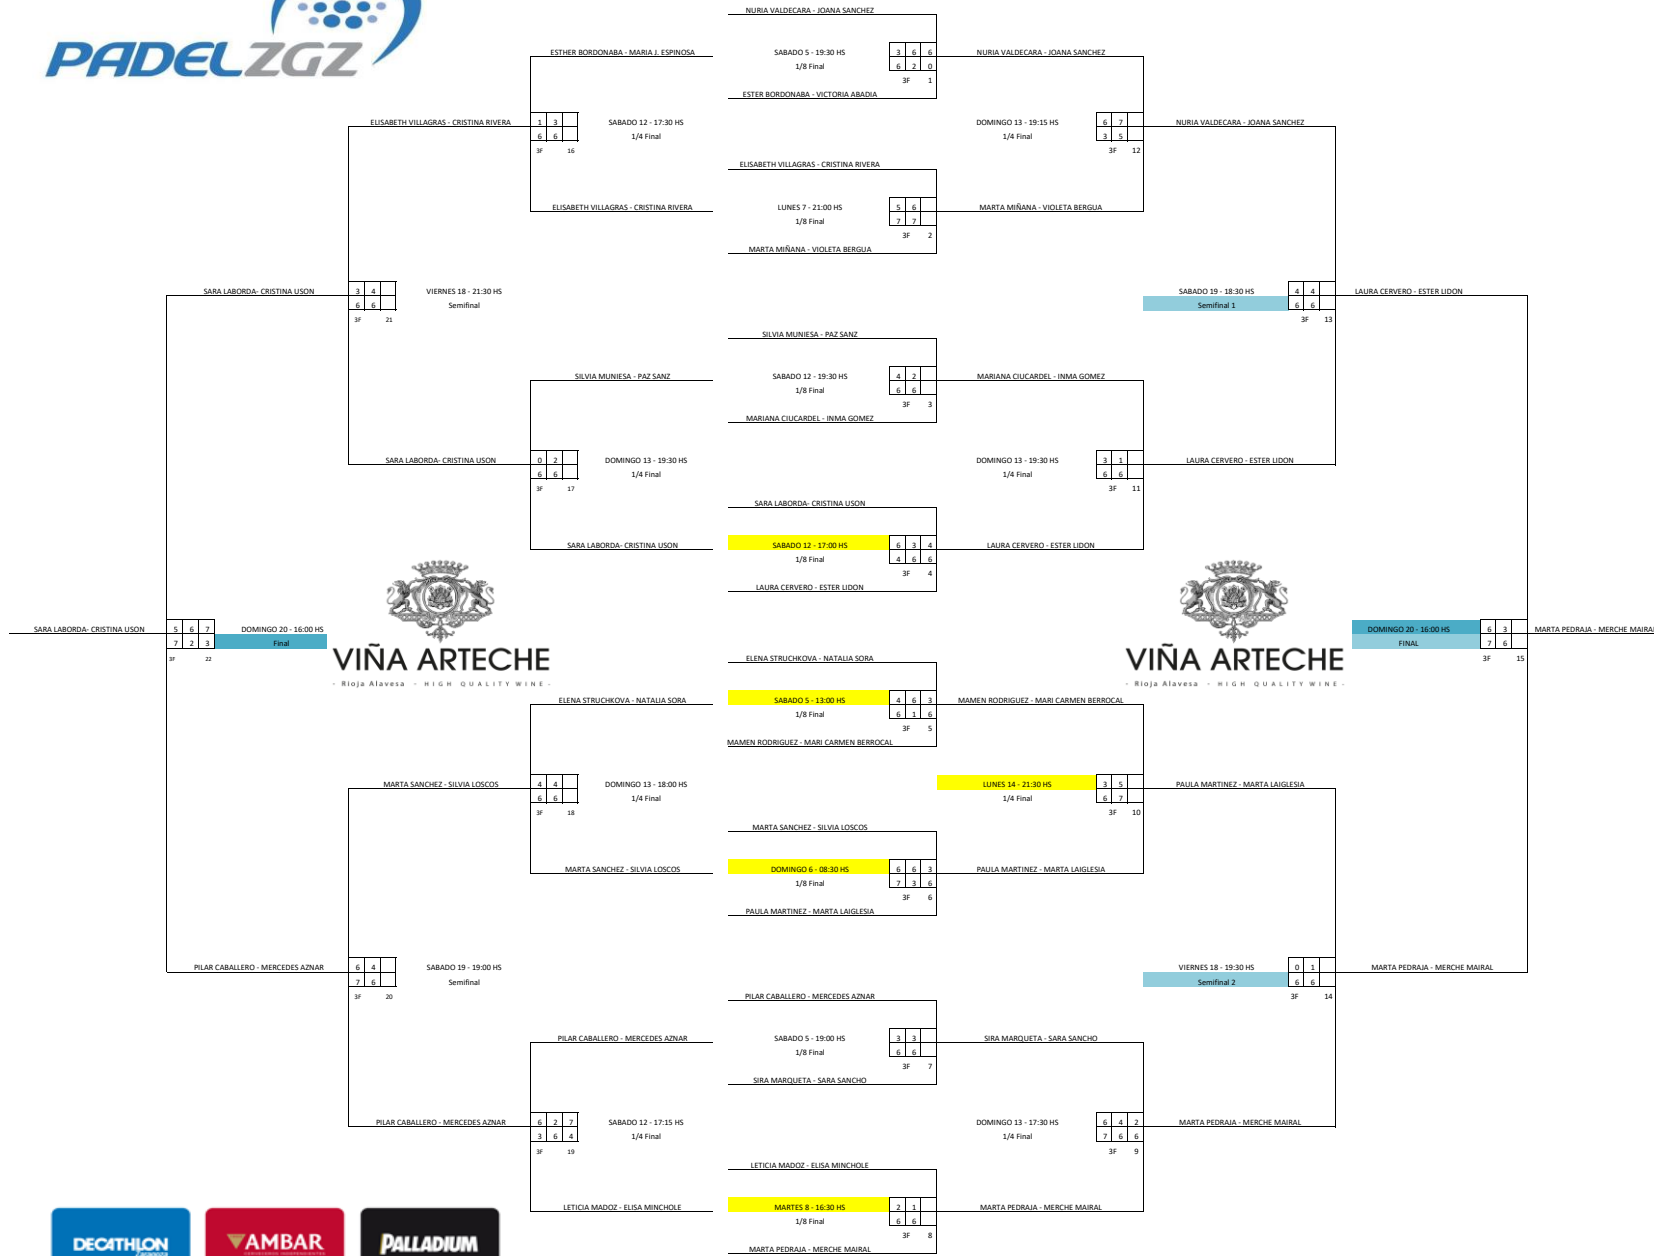 NURIA VALDECARA - JOANA SANCHEZ
PADELZGZ
ESTHER BORDONABA - MARIA J. ESPINOSA
SABADO 5 - 19:30 HS
3 6 6
NURIA VALDECARA - JOANA SANCHEZ
1/8 Final
6 2 0
3F 1
ESTER BORDONABA - VICTORIA ABADIA
ELISABETH VILLAGRAS - CRISTINA RIVERA
1 3
SABADO 12 - 17:30 HS
DOMINGO 13 - 19:15 HS
6 7
NURIA VALDECARA - JOANA SANCHEZ
6 6
1/4 Final
1/4 Final
3 5
3F 16
3F 12
ELISABETH VILLAGRAS - CRISTINA RIVERA
ELISABETH VILLAGRAS - CRISTINA RIVERA
LUNES 7 - 21:00 HS
5 6
MARTA MIÑANA - VIOLETA BERGUA
1/8 Final
7 7
3F 2
MARTA MIÑANA - VIOLETA BERGUA
SARA LABORDA- CRISTINA USON
3 4
VIERNES 18 - 21:30 HS
SABADO 19 - 18:30 HS
4 4
LAURA CERVERO - ESTER LIDON
6 6
Semifinal
Semifinal 1
6 6
3F 21
3F 13
SILVIA MUNIESA - PAZ SANZ
SILVIA MUNIESA - PAZ SANZ
SABADO 12 - 19:30 HS
4 2
MARIANA CIUCARDEL - INMA GOMEZ
1/8 Final
6 6
3F 3
MARIANA CIUCARDEL - INMA GOMEZ
SARA LABORDA- CRISTINA USON
0 2
DOMINGO 13 - 19:30 HS
DOMINGO 13 - 19:30 HS
3 1
LAURA CERVERO - ESTER LIDON
6 6
1/4 Final
1/4 Final
6 6
3F 17
3F 11
SARA LABORDA- CRISTINA USON
SARA LABORDA- CRISTINA USON
SABADO 12 - 17:00 HS
6 3 4
LAURA CERVERO - ESTER LIDON
1/8 Final
4 6 6
3F 4
LAURA CERVERO - ESTER LIDON
SARA LABORDA- CRISTINA USON
5 6 7
DOMINGO 20 - 16:00 HS
DOMINGO 20 - 16:00 HS
6 3
MARTA PEDRAJA - MERCHE MAIRAL
7 2 3
Final
FINAL
7 6
3F 22
3F 15
VIÑA ARTECHE
- Rioja Alavesa - HIGH QUALITY WINE -
VIÑA ARTECHE
- Rioja Alavesa - HIGH QUALITY WINE -
ELENA STRUCHKOVA - NATALIA SORA
ELENA STRUCHKOVA - NATALIA SORA
SABADO 5 - 13:00 HS
4 6 3
MAMEN RODRIGUEZ - MARI CARMEN BERROCAL
1/8 Final
6 1 6
3F 5
MAMEN RODRIGUEZ - MARI CARMEN BERROCAL
MARTA SANCHEZ - SILVIA LOSCOS
4 4
DOMINGO 13 - 18:00 HS
LUNES 14 - 21:30 HS
3 5
PAULA MARTINEZ - MARTA LAIGLESIA
6 6
1/4 Final
1/4 Final
6 7
3F 18
3F 10
MARTA SANCHEZ - SILVIA LOSCOS
MARTA SANCHEZ - SILVIA LOSCOS
DOMINGO 6 - 08:30 HS
6 6 3
PAULA MARTINEZ - MARTA LAIGLESIA
1/8 Final
7 3 6
3F 6
PAULA MARTINEZ - MARTA LAIGLESIA
PILAR CABALLERO - MERCEDES AZNAR
6 4
SABADO 19 - 19:00 HS
VIERNES 18 - 19:30 HS
0 1
MARTA PEDRAJA - MERCHE MAIRAL
7 6
Semifinal
Semifinal 2
6 6
3F 20
3F 14
PILAR CABALLERO - MERCEDES AZNAR
PILAR CABALLERO - MERCEDES AZNAR
SABADO 5 - 19:00 HS
3 3
SIRA MARQUETA - SARA SANCHO
1/8 Final
6 6
3F 7
SIRA MARQUETA - SARA SANCHO
PILAR CABALLERO - MERCEDES AZNAR
6 2 7
SABADO 12 - 17:15 HS
DOMINGO 13 - 17:30 HS
6 4 2
MARTA PEDRAJA - MERCHE MAIRAL
3 6 4
1/4 Final
1/4 Final
7 6 6
3F 19
3F 9
LETICIA MADOZ - ELISA MINCHOLE
LETICIA MADOZ - ELISA MINCHOLE
MARTES 8 - 16:30 HS
2 1
MARTA PEDRAJA - MERCHE MAIRAL
1/8 Final
6 6
3F 8
MARTA PEDRAJA - MERCHE MAIRAL
DECATHLON
AMBAR
PALLADIUM